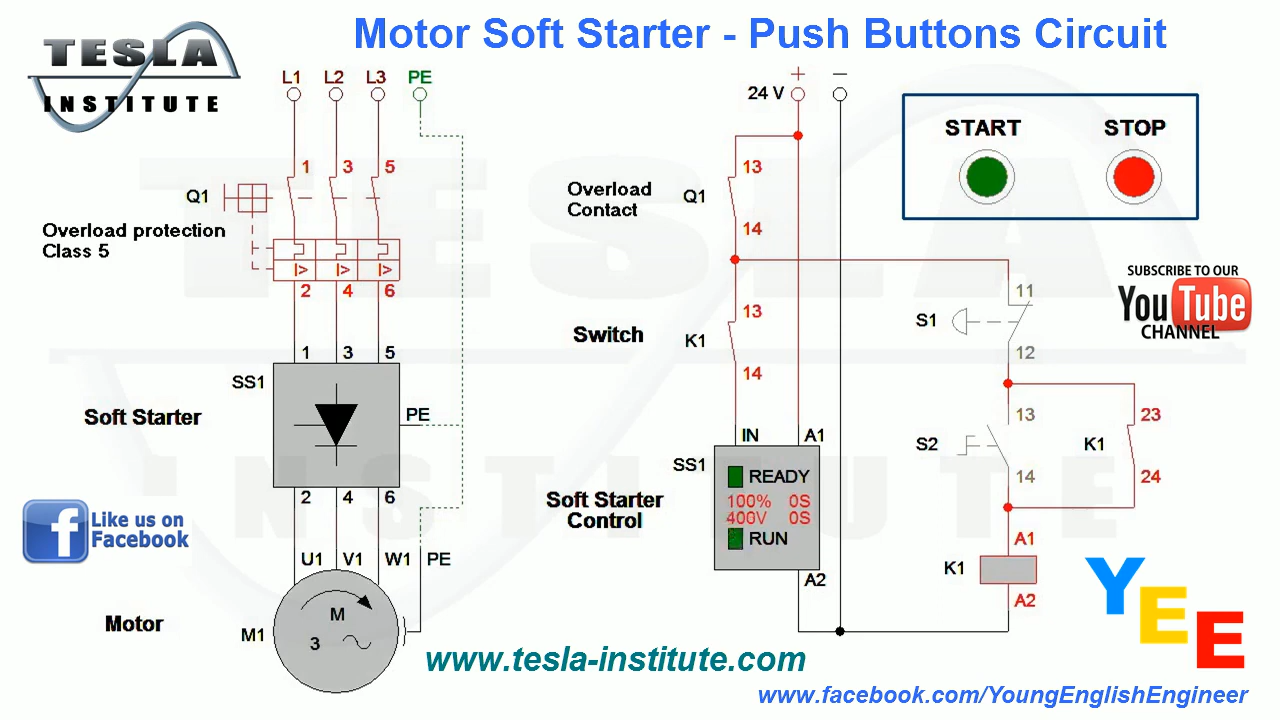 Motor Soft Starter - Push Buttons Circuit
TESLA
INSTITUTE
L1 L2 L3 PE
1 3 5
Q1
Overload protection
Class 5
I> I> I>
2 4 6
1 3 5
SS1
Soft Starter
PE
2 4 6
U1 V1 W1 PE
Like us on
Facebook
Motor
M1
M
3
+ –
24 V
13
Overload
Contact
Q1
14
13
Switch
K1
14
IN A1
SS1
READY
100% 0S
400V 0S
RUN
Soft Starter
Control
A2
START STOP
11
S1
12
13
S2
14
23
K1
24
A1
K1
A2
SUBSCRIBE TO OUR
YouTube
CHANNEL
YEE
www.tesla-institute.com
www.facebook.com/YoungEnglishEngineer
TESLA
INSTITUTE